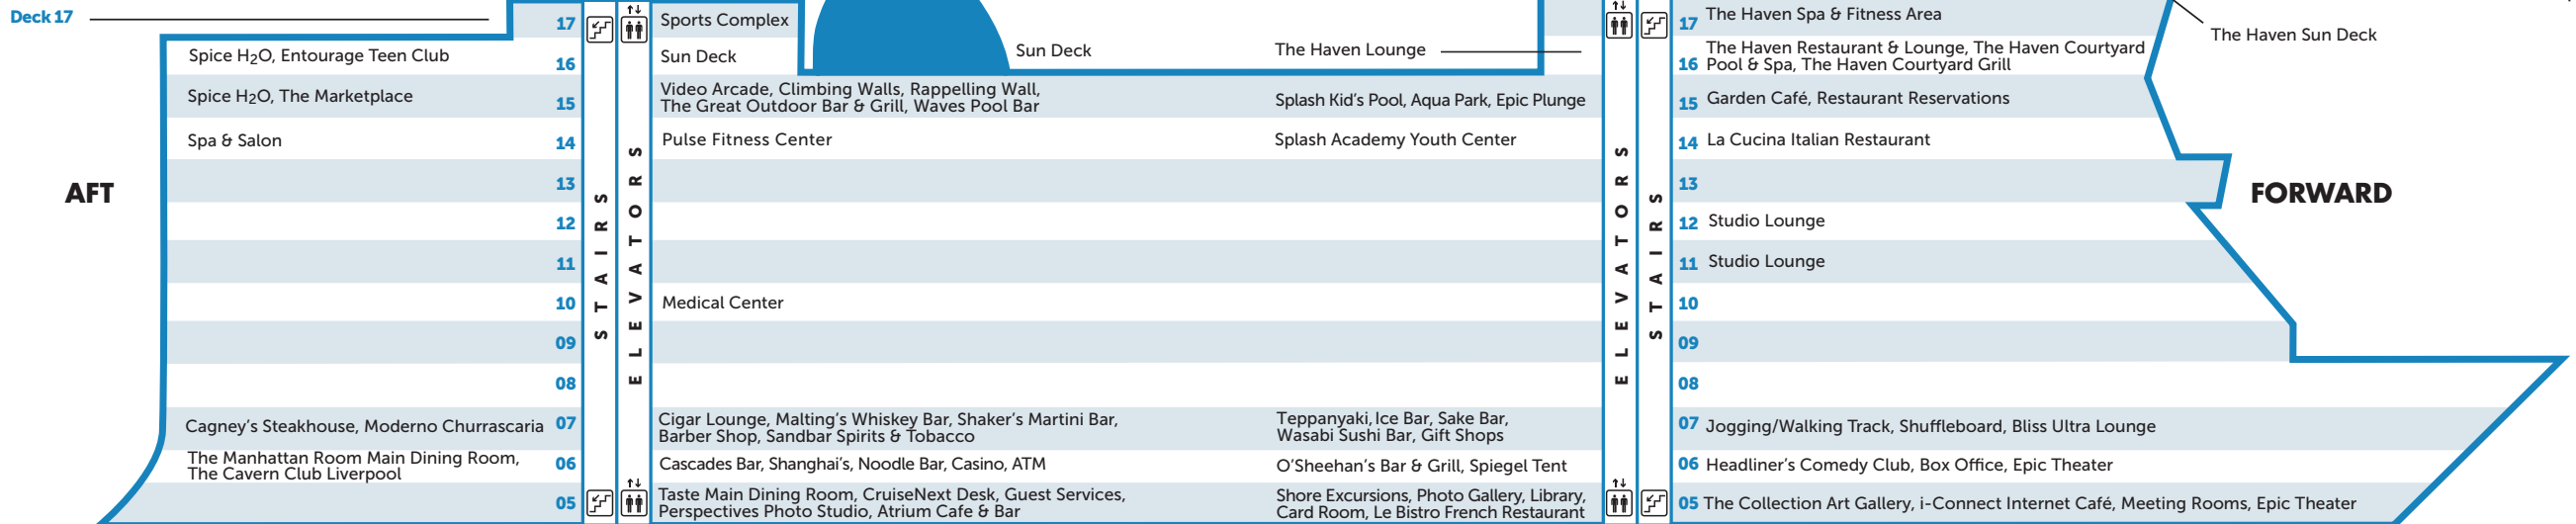 Deck 17
17
Sports Complex
17
The Haven Spa & Fitness Area
The Haven Sun Deck
Spice H2O, Entourage Teen Club
16
Sun Deck
Sun Deck
The Haven Lounge
16
The Haven Restaurant & Lounge, The Haven Courtyard
Pool & Spa, The Haven Courtyard Grill
Spice H2O, The Marketplace
15
Video Arcade, Climbing Walls, Rappelling Wall,
The Great Outdoor Bar & Grill, Waves Pool Bar
Splash Kid's Pool, Aqua Park, Epic Plunge
15
Garden Café, Restaurant Reservations
Spa & Salon
14
Pulse Fitness Center
Splash Academy Youth Center
14
La Cucina Italian Restaurant
AFT
13
STAIRS
ELEVATORS
ELEVATORS
STAIRS
13
FORWARD
12
12
Studio Lounge
11
11
Studio Lounge
10
Medical Center
10
09
09
08
08
Cagney's Steakhouse, Moderno Churrascaria
07
Cigar Lounge, Malting's Whiskey Bar, Shaker's Martini Bar,
Barber Shop, Sandbar Spirits & Tobacco
Teppanyaki, Ice Bar, Sake Bar,
Wasabi Sushi Bar, Gift Shops
07
Jogging/Walking Track, Shuffleboard, Bliss Ultra Lounge
The Manhattan Room Main Dining Room,
The Cavern Club Liverpool
06
Cascades Bar, Shanghai's, Noodle Bar, Casino, ATM
O'Sheehan's Bar & Grill, Spiegel Tent
06
Headliner's Comedy Club, Box Office, Epic Theater
05
Taste Main Dining Room, CruiseNext Desk, Guest Services,
Perspectives Photo Studio, Atrium Cafe & Bar
Shore Excursions, Photo Gallery, Library,
Card Room, Le Bistro French Restaurant
05
The Collection Art Gallery, i-Connect Internet Café, Meeting Rooms, Epic Theater